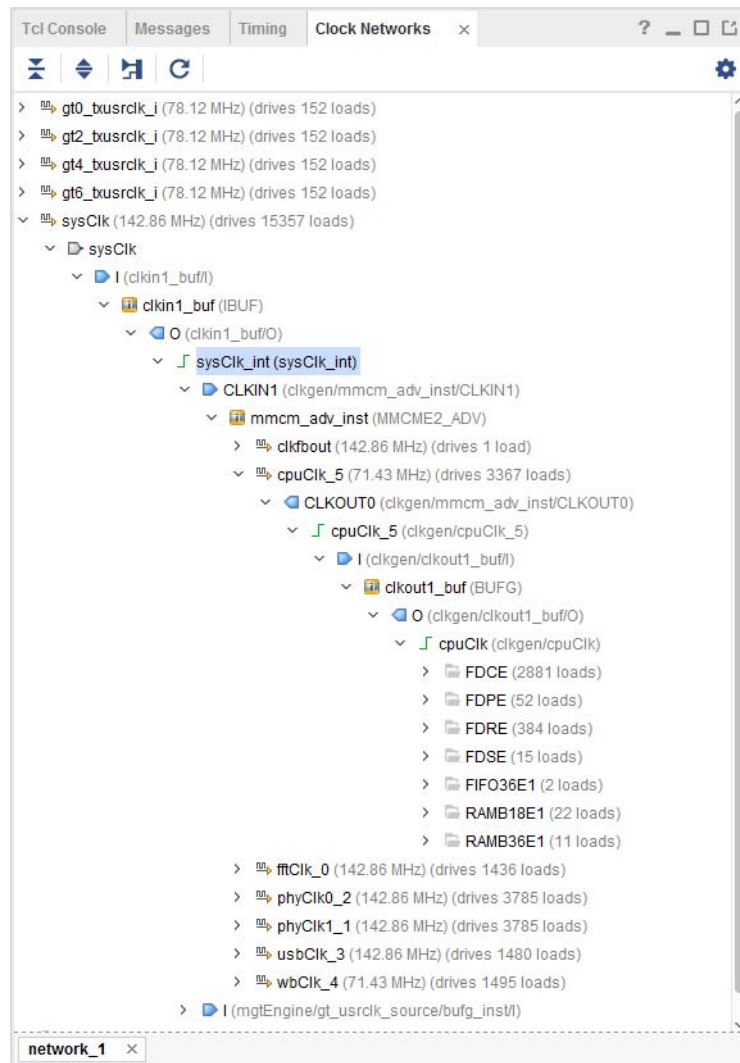 Tcl Console Messages Timing Clock Networks × ?
gt0_txusrclk_i (78.12 MHz) (drives 152 loads)
gt2_txusrclk_i (78.12 MHz) (drives 152 loads)
gt4_txusrclk_i (78.12 MHz) (drives 152 loads)
gt6_txusrclk_i (78.12 MHz) (drives 152 loads)
sysClk (142.86 MHz) (drives 15357 loads)
sysClk
I (clkin1_buf/I)
clkin1_buf (IBUF)
O (clkin1_buf/O)
sysClk_int (sysClk_int)
CLKIN1 (clkgen/mmcm_adv_inst/CLKIN1)
mmcm_adv_inst (MMCME2_ADV)
clkfbout (142.86 MHz) (drives 1 load)
cpuClk_5 (71.43 MHz) (drives 3367 loads)
CLKOUT0 (clkgen/mmcm_adv_inst/CLKOUT0)
cpuClk_5 (clkgen/cpuClk_5)
I (clkgen/clkout1_buf/I)
clkout1_buf (BUFG)
O (clkgen/clkout1_buf/O)
cpuClk (clkgen/cpuClk)
FDCE (2881 loads)
FDPE (52 loads)
FDRE (384 loads)
FDSE (15 loads)
FIFO36E1 (2 loads)
RAMB18E1 (22 loads)
RAMB36E1 (11 loads)
fftClk_0 (142.86 MHz) (drives 1436 loads)
phyClk0_2 (142.86 MHz) (drives 3785 loads)
phyClk1_1 (142.86 MHz) (drives 3785 loads)
usbClk_3 (142.86 MHz) (drives 1480 loads)
wbClk_4 (71.43 MHz) (drives 1495 loads)
I (mgtEngine/gt_usrclk_source/bufg_inst/I)
network_1 ×